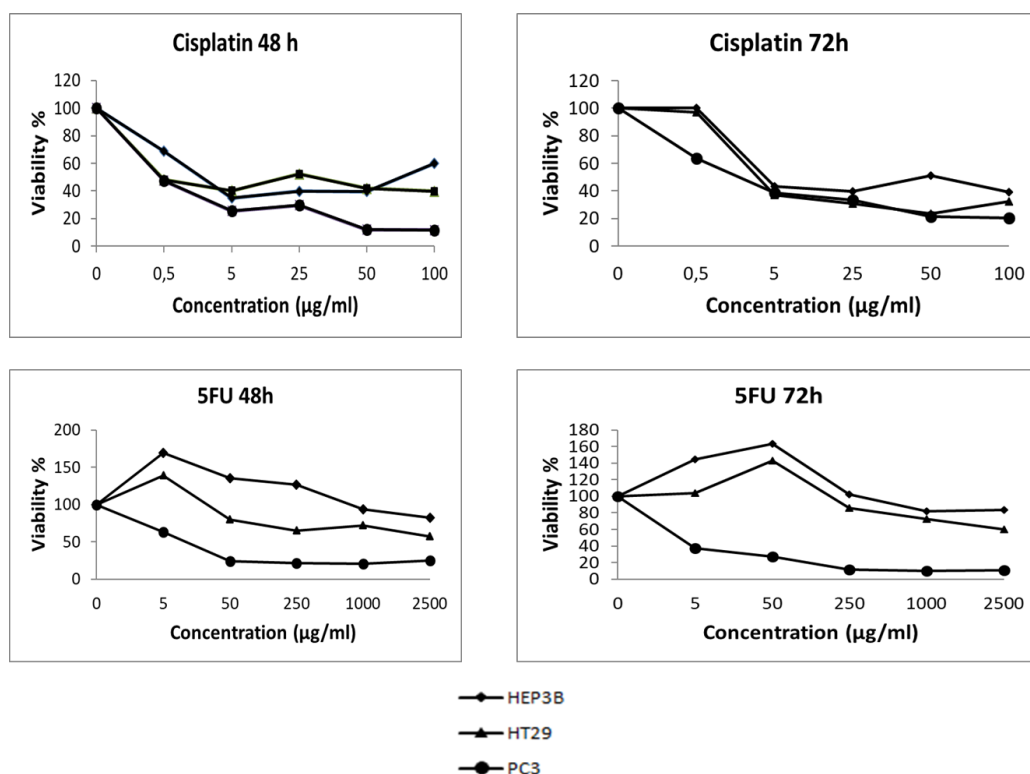 Cisplatin 48 h
Viability %
120
100
80
60
40
20
0
0 0,5 5 25 50 100
Concentration (µg/ml)
Cisplatin 72h
Viability %
120
100
80
60
40
20
0
0 0,5 5 25 50 100
Concentration (µg/ml)
5FU 48h
Viability %
200
150
100
50
0
0 5 50 250 1000 2500
Concentration (µg/ml)
5FU 72h
Viability %
180
160
140
120
100
80
60
40
20
0
0 5 50 250 1000 2500
Concentration (µg/ml)
HEP3B
HT29
PC3